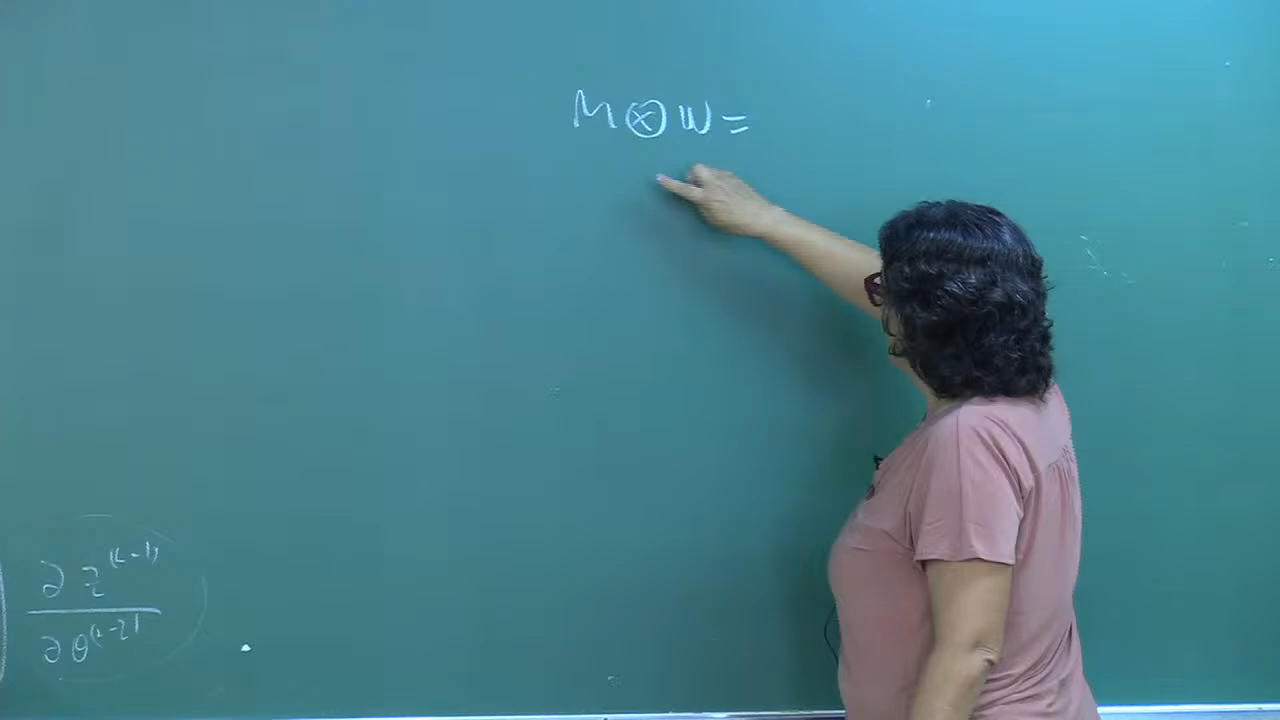 M ⊗ W =
∂ z^(L-1)
∂ θ^(L-2)